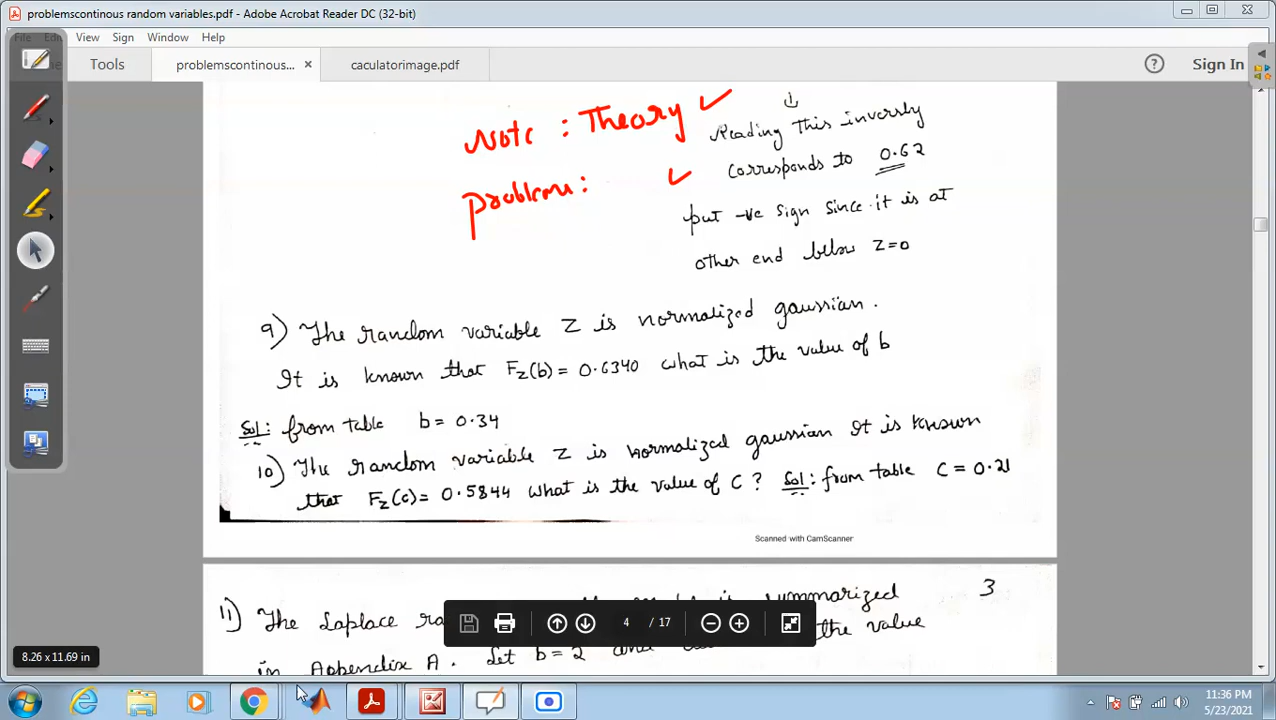 problemscontinous random variables.pdf - Adobe Acrobat Reader DC (32-bit)
File Edit View Sign Window Help
Tools problemscontinous... × caculatorimage.pdf ? Sign In
Note : Theory ✓
Reading this inversly
Problems: ✓
corresponds to 0.62
put -ve sign since it is at
other end below Z=0
9) The random variable Z is normalized gaussian.
It is known that Fz(b) = 0.6340 what is the value of b
Sol: from table b = 0.34
10) The random variable Z is normalized gaussian It is known
that Fz(c) = 0.5844 what is the value of C ? Sol: from table C = 0.21
Scanned with CamScanner
3
11) The Laplace summarized
the value
in Appendix A. Let b = 2 and
4 / 17
8.26 x 11.69 in
11:36 PM
5/23/2021